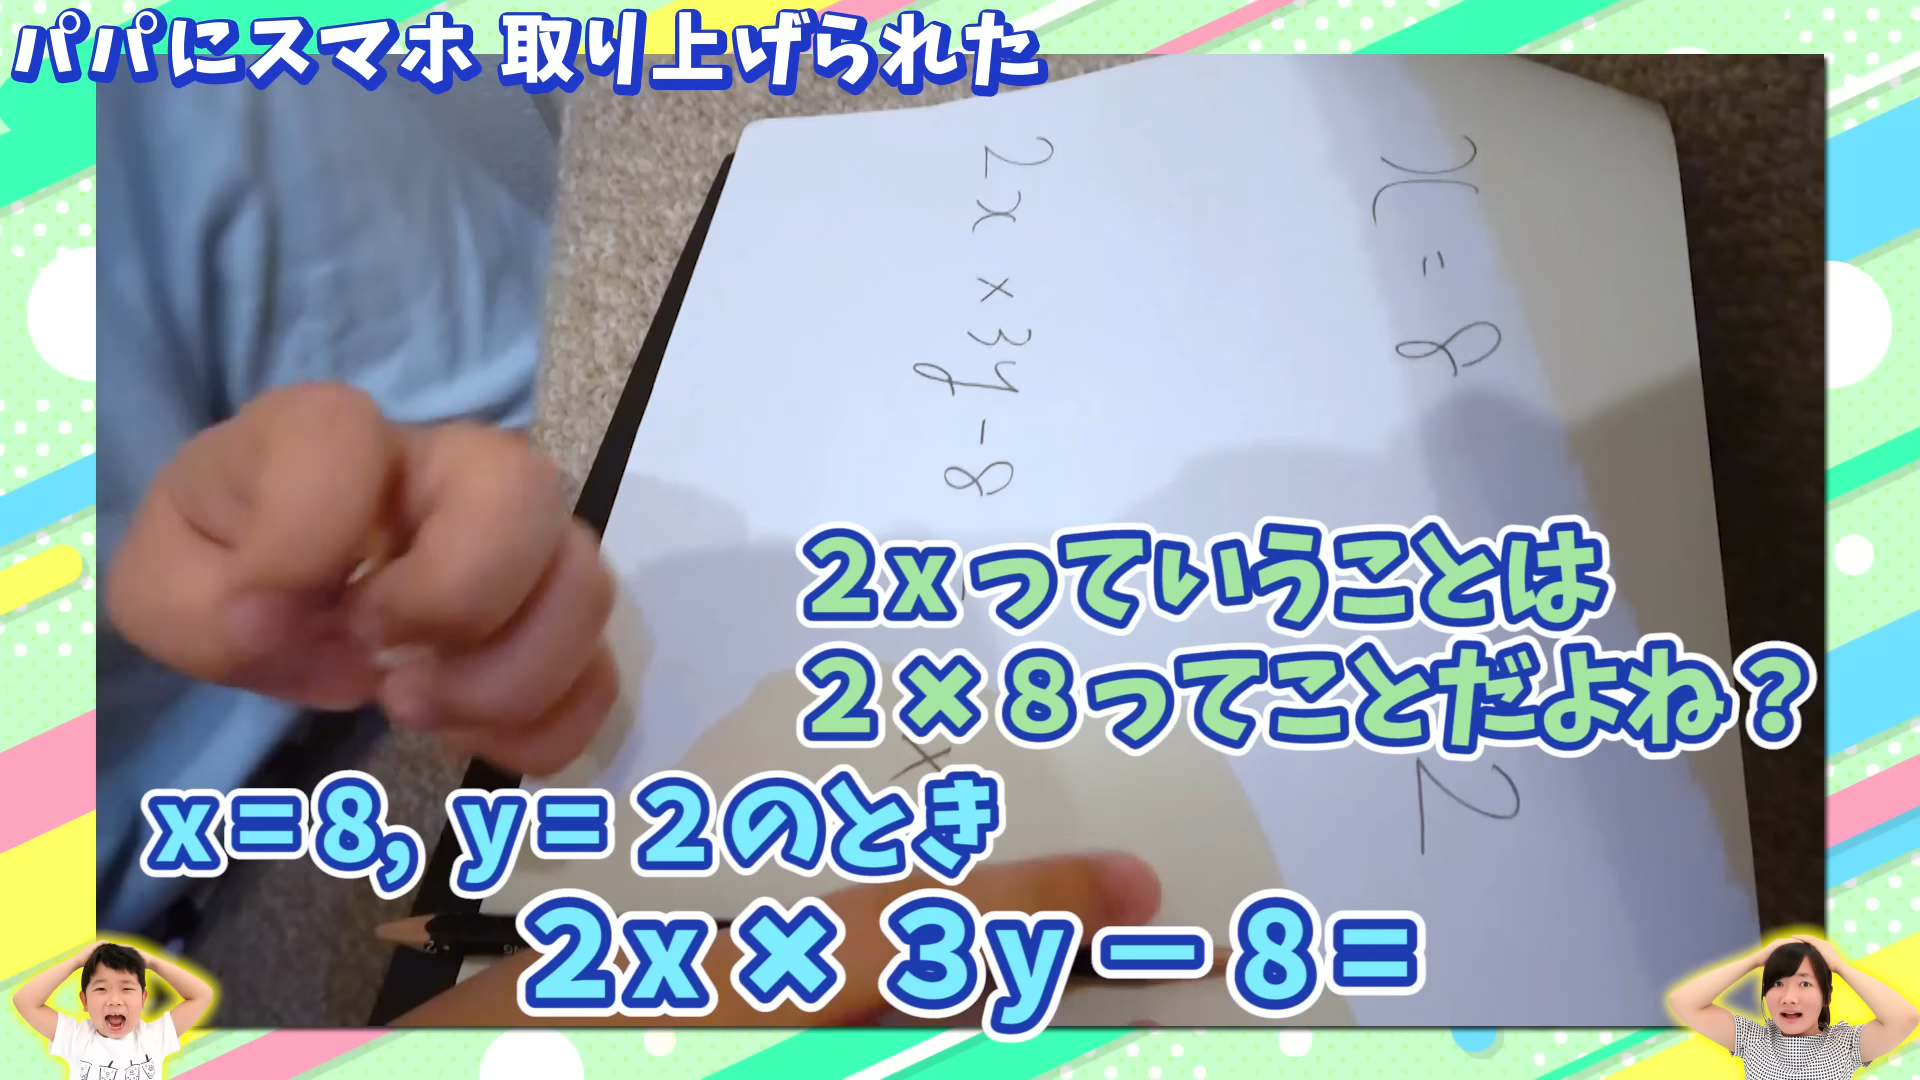 パパにスマホ 取り上げられた
2x × 3y - 8
x = 8
2xっていうことは
2×8ってことだよね？
x=8, y=2のとき
2x× 3y－8=